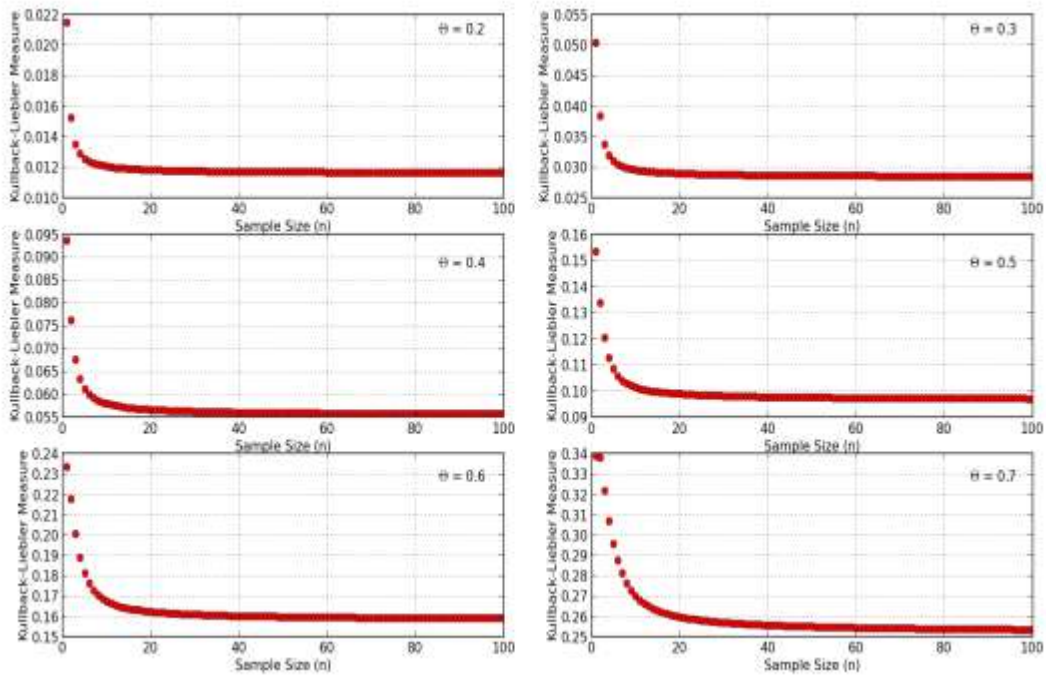 Kullback-Liebler Measure
0.022
0.020
0.018
0.016
0.014
0.012
0.010
Θ = 0.2
0 20 40 60 80 100
Sample Size (n)
Kullback-Liebler Measure
0.055
0.050
0.045
0.040
0.035
0.030
0.025
Θ = 0.3
0 20 40 60 80 100
Sample Size (n)
Kullback-Liebler Measure
0.095
0.090
0.085
0.080
0.075
0.070
0.065
0.060
0.055
Θ = 0.4
0 20 40 60 80 100
Sample Size (n)
Kullback-Liebler Measure
0.16
0.15
0.14
0.13
0.12
0.11
0.10
0.09
Θ = 0.5
0 20 40 60 80 100
Sample Size (n)
Kullback-Liebler Measure
0.24
0.23
0.22
0.21
0.20
0.19
0.18
0.17
0.16
0.15
Θ = 0.6
0 20 40 60 80 100
Sample Size (n)
Kullback-Liebler Measure
0.34
0.33
0.32
0.31
0.30
0.29
0.28
0.27
0.26
0.25
Θ = 0.7
0 20 40 60 80 100
Sample Size (n)